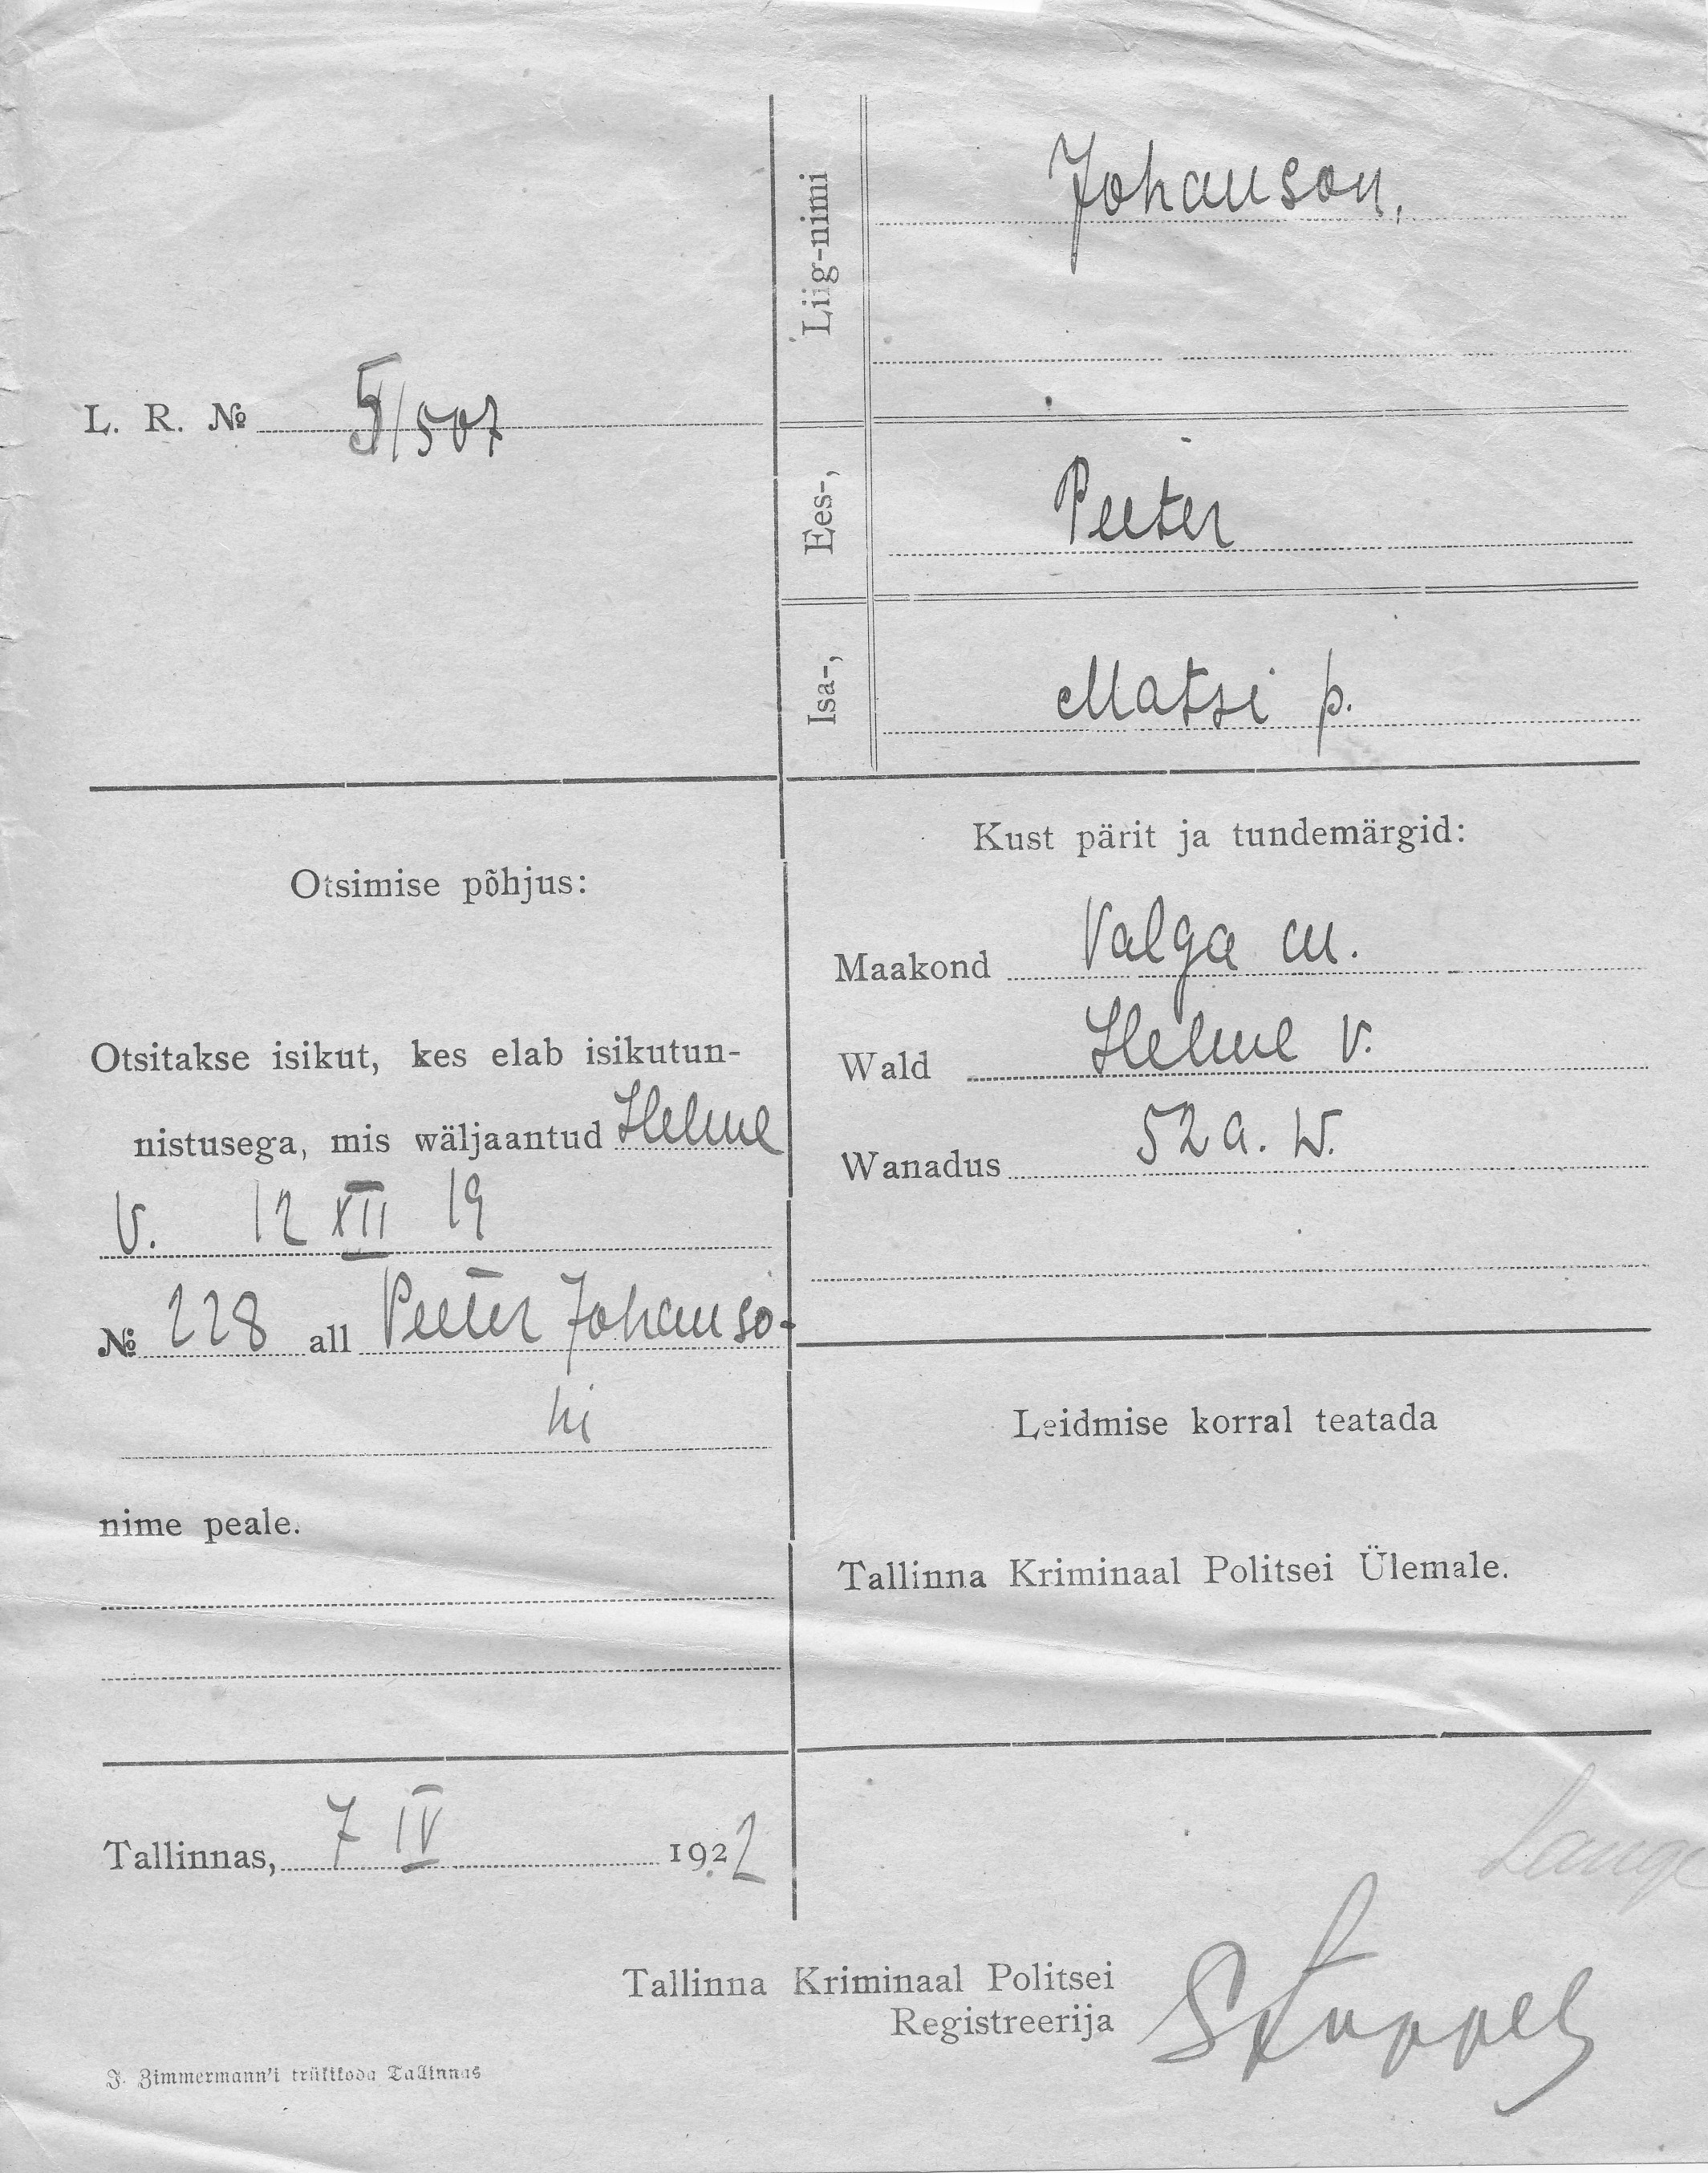 L. R. № 5/507
Liig-nimi
Johanson,
Ees-,
Peeter
Isa-,
Matsi p.
Otsimise põhjus:
Otsitakse isikut, kes elab isikutun-
nistusega, mis wäljaantud Helme
v. 12 XII 19
№ 228 all Peeter Johanso-
ni
nime peale.
Kust pärit ja tundemärgid:
Maakond Valga m.
Wald Helme v.
Wanadus 52 a. w.
Leidmise korral teatada
Tallinna Kriminaal Politsei Ülemale.
Tallinnas, 7 IV 1922
Lange
Tallinna Kriminaal Politsei
Registreerija
J. Zimmermann'i trükikoda Tallinnas